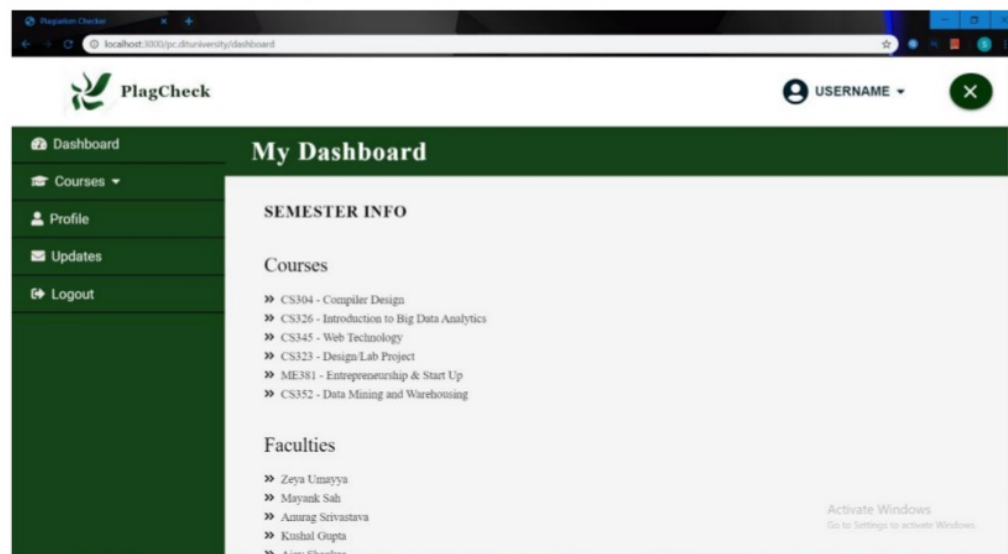 Plagiarism Checker
localhost:3000/pc.dituniversity/dashboard
PlagCheck
USERNAME
Dashboard
My Dashboard
Courses
Profile
Updates
Logout
SEMESTER INFO
Courses
CS304 - Compiler Design
CS326 - Introduction to Big Data Analytics
CS345 - Web Technology
CS323 - Design/Lab Project
ME381 - Entrepreneurship & Start Up
CS352 - Data Mining and Warehousing
Faculties
Zeya Umayya
Mayank Sah
Anurag Srivastava
Kushal Gupta
Activate Windows
Go to Settings to activate Windows.